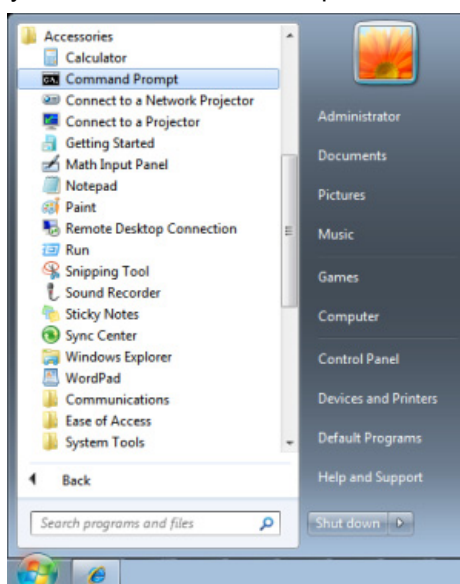 Accessories
Calculator
Command Prompt
Connect to a Network Projector
Connect to a Projector
Getting Started
Math Input Panel
Notepad
Paint
Remote Desktop Connection
Run
Snipping Tool
Sound Recorder
Sticky Notes
Sync Center
Windows Explorer
WordPad
Communications
Ease of Access
System Tools
Back
Search programs and files
Administrator
Documents
Pictures
Music
Games
Computer
Control Panel
Devices and Printers
Default Programs
Help and Support
Shut down